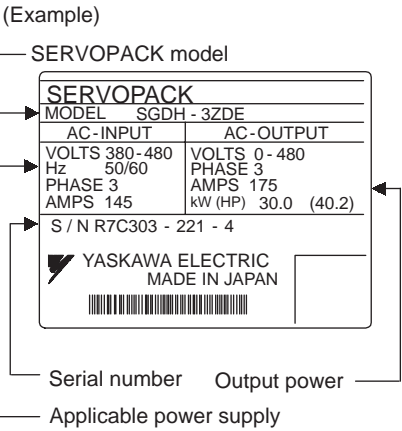 (Example)
SERVOPACK model
SERVOPACK
MODEL SGDH - 3ZDE
AC-INPUT AC-OUTPUT
VOLTS 380-480 VOLTS 0-480
Hz 50/60 PHASE 3
PHASE 3 AMPS 175
AMPS 145 kW (HP) 30.0 (40.2)
S / N R7C303 - 221 - 4
YASKAWA ELECTRIC
MADE IN JAPAN
Serial number Output power
Applicable power supply